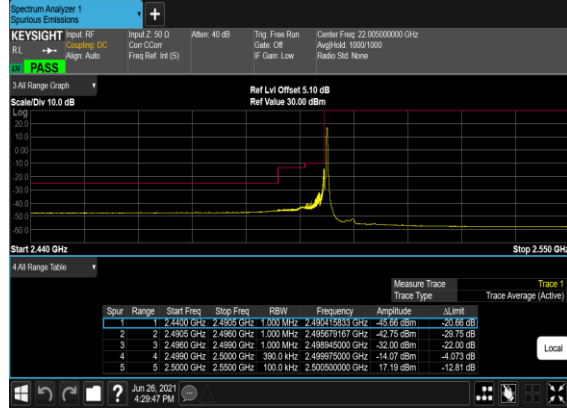 Spectrum Analyzer 1
Spurious Emissions
KEYSIGHT Input: RF Input Z: 50 Ω Atten: 40 dB Trig: Free Run Center Freq: 22.005000000 GHz
RL Coupling: DC Corr CCorr Gate: Off Avg|Hold: 1000/1000
Align: Auto Freq Ref: Int (S) IF Gain: Low Radio Std: None
PASS
3 All Range Graph
Ref Lvl Offset 5.10 dB
Scale/Div 10.0 dB Ref Value 30.00 dBm
Log
20.0
10.0
0.00
-10.0
-20.0
-30.0
-40.0
-50.0
-60.0
Start 2.440 GHz Stop 2.550 GHz
4 All Range Table
Measure Trace Trace 1
Trace Type Trace Average (Active)
Spur Range Start Freq Stop Freq RBW Frequency Amplitude ΔLimit
1 1 2.4400 GHz 2.4905 GHz 1.000 MHz 2.490415833 GHz -45.66 dBm -20.66 dB
2 2 2.4905 GHz 2.4960 GHz 1.000 MHz 2.495679167 GHz -42.75 dBm -29.75 dB
3 3 2.4960 GHz 2.4990 GHz 1.000 MHz 2.498945000 GHz -32.00 dBm -22.00 dB
4 4 2.4990 GHz 2.5000 GHz 390.0 kHz 2.499975000 GHz -14.07 dBm -4.073 dB
5 5 2.5000 GHz 2.5500 GHz 100.0 kHz 2.500500000 GHz 17.19 dBm -12.81 dB
Local
? Jun 26, 2021
4:29:47 PM